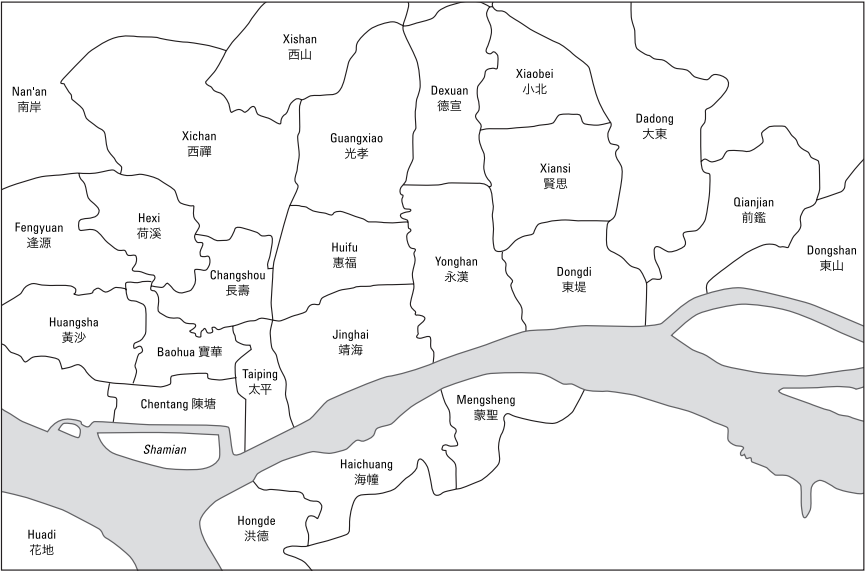 Xishan
西山
Xiaobei
小北
Nan'an
南岸
Dexuan
德宣
Dadong
大東
Xichan
西禪
Guangxiao
光孝
Xiansi
賢思
Qianjian
前鑑
Fengyuan
逢源
Hexi
荷溪
Huifu
惠福
Yonghan
永漢
Dongdi
東堤
Dongshan
東山
Changshou
長壽
Huangsha
黃沙
Jinghai
靖海
Baohua 寶華
Taiping
太平
Chentang 陳塘
Mengsheng
蒙聖
Shamian
Haichuang
海幢
Hongde
洪德
Huadi
花地